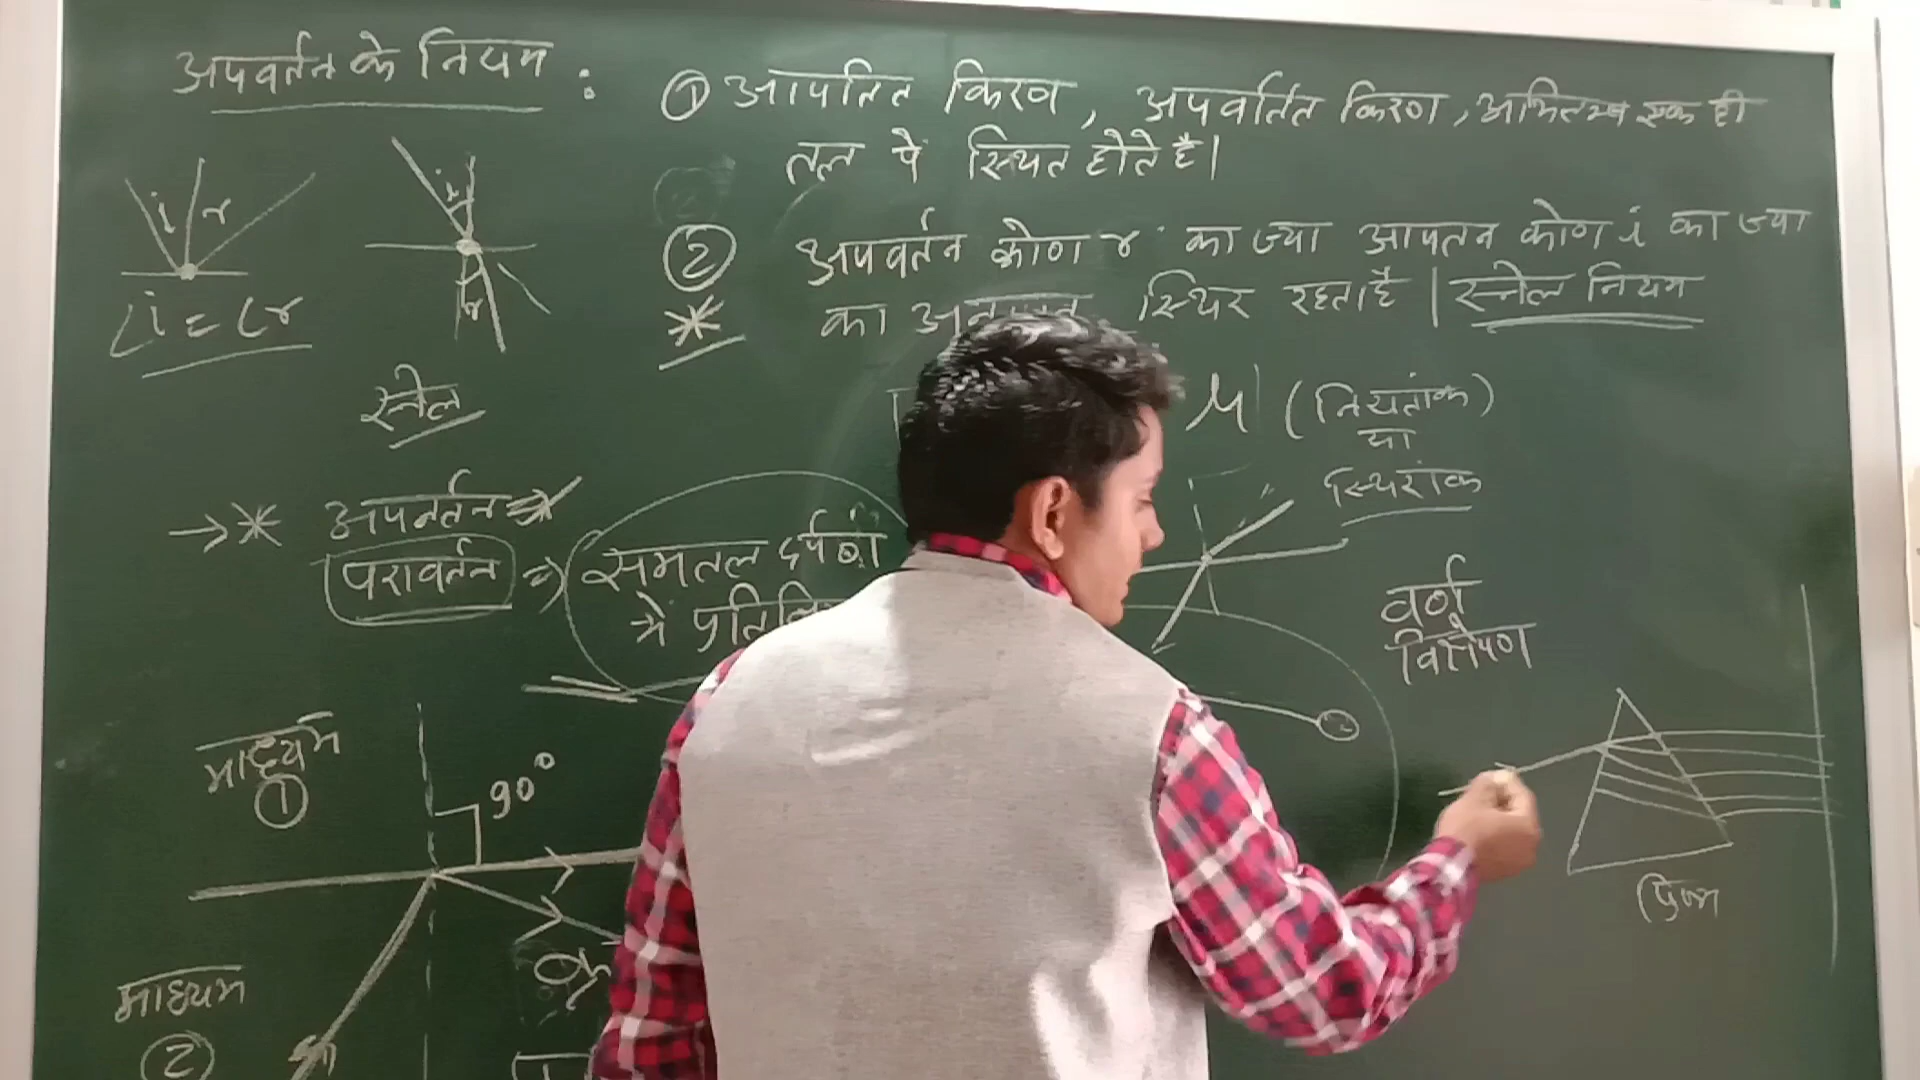 अपवर्तन के नियम :
① आपतित किरण, अपवर्तित किरण, अभिलम्ब एक ही
तल पे स्थित होते है।
i r
∠i = ∠r
i
r
② अपवर्तन कोण r का ज्या आपतन कोण i का ज्या
* का स्थिर रहता है | स्नेल नियम
स्नेल
μ (नियतांक)
या
स्थिरांक
→ * अपवर्तन
परावर्तन ⇒ समतल दर्पण
मे
वर्ण
विक्षेपण
माध्यम
①
90°
प्रिज्म
माध्यम
②